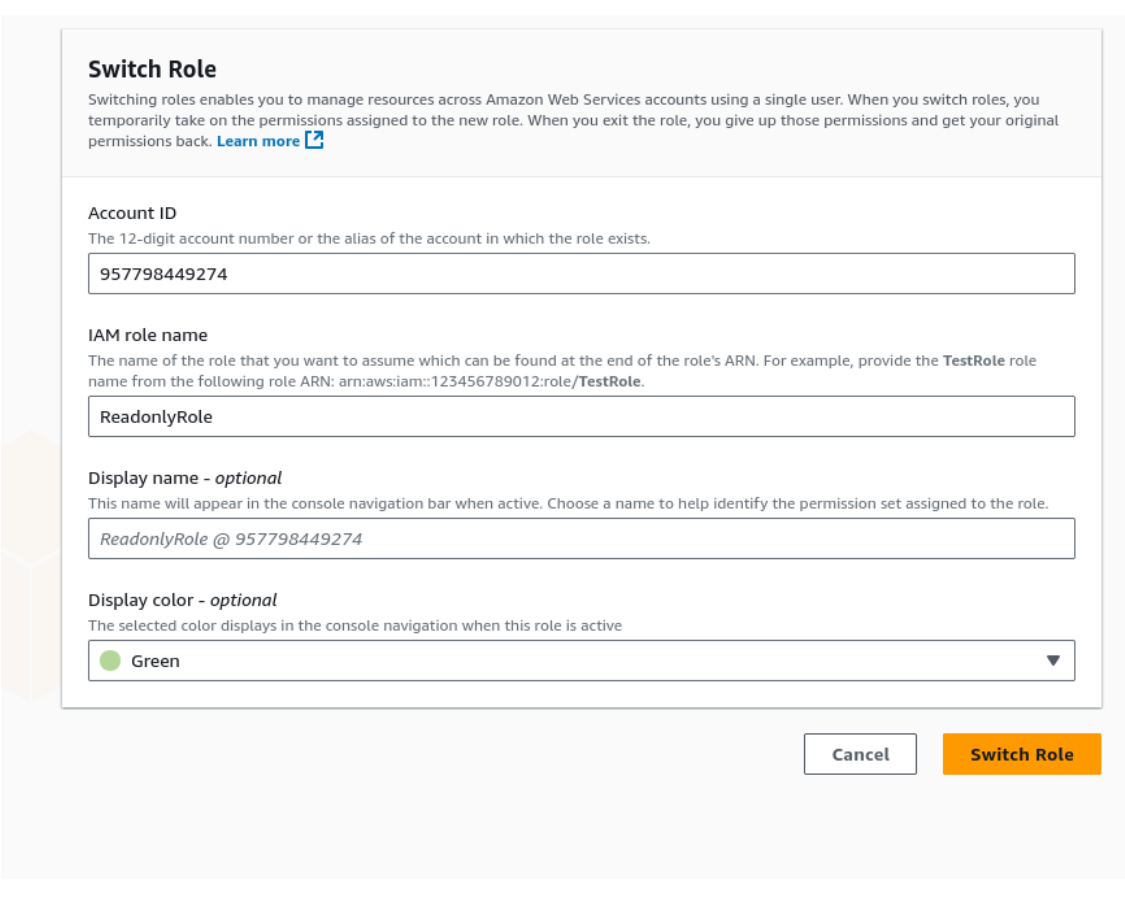 Switch Role
Switching roles enables you to manage resources across Amazon Web Services accounts using a single user. When you switch roles, you
temporarily take on the permissions assigned to the new role. When you exit the role, you give up those permissions and get your original
permissions back. Learn more
Account ID
The 12-digit account number or the alias of the account in which the role exists.
957798449274
IAM role name
The name of the role that you want to assume which can be found at the end of the role's ARN. For example, provide the TestRole role
name from the following role ARN: arn:aws:iam::123456789012:role/TestRole.
ReadonlyRole
Display name - optional
This name will appear in the console navigation bar when active. Choose a name to help identify the permission set assigned to the role.
ReadonlyRole @ 957798449274
Display color - optional
The selected color displays in the console navigation when this role is active
Green
Cancel Switch Role